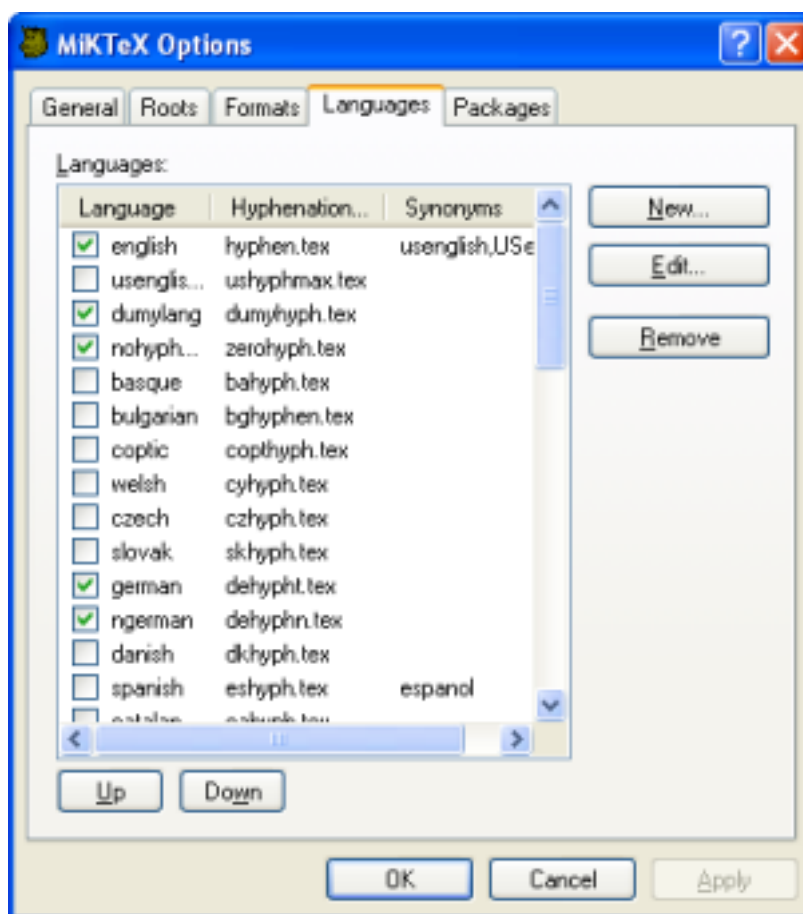 MiKTeX Options
General Roots Formats Languages Packages
Languages:
Language Hyphenation... Synonyms
english hyphen.tex usenglish,USe
usenglis... ushyphmax.tex
dumylang dumyhyph.tex
nohyph... zerohyph.tex
basque bahyph.tex
bulgarian bghyphen.tex
coptic copthyph.tex
welsh cyhyph.tex
czech czhyph.tex
slovak skhyph.tex
german dehypht.tex
ngerman dehyphn.tex
danish dkhyph.tex
spanish eshyph.tex espanol
New...
Edit...
Remove
Up Down
OK Cancel Apply